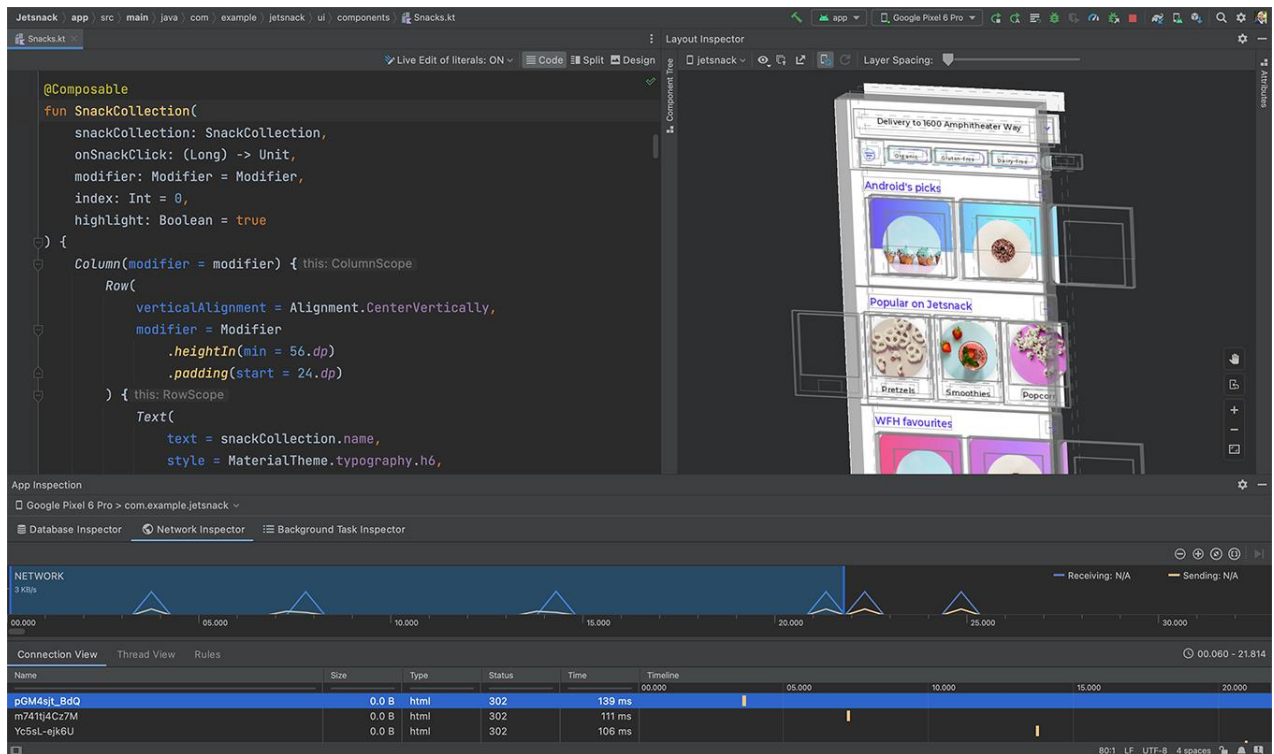 Jetsnack app src main java com example jetsnack ui components Snacks.kt app Google Pixel 6 Pro
Snacks.kt
Layout Inspector
Live Edit of literals: ON Code Split Design
jetsnack Layer Spacing:
Component Tree
Attributes
@Composable
fun SnackCollection(
snackCollection: SnackCollection,
onSnackClick: (Long) -> Unit,
modifier: Modifier = Modifier,
index: Int = 0,
highlight: Boolean = true
) {
Column(modifier = modifier) { this: ColumnScope
Row(
verticalAlignment = Alignment.CenterVertically,
modifier = Modifier
.heightIn(min = 56.dp)
.padding(start = 24.dp)
) { this: RowScope
Text(
text = snackCollection.name,
style = MaterialTheme.typography.h6,
Delivery to 1600 Amphitheater Way
Organic Gluten-free Dairy-free
Android's picks
Popular on Jetsnack
Pretzels Smoothies Popcorn
WFH favourites
App Inspection
Google Pixel 6 Pro > com.example.jetsnack
Database Inspector Network Inspector Background Task Inspector
NETWORK
3 KB/s
Receiving: N/A Sending: N/A
00.000 05.000 10.000 15.000 20.000 25.000 30.000
Connection View Thread View Rules 00.060 - 21.814
Name Size Type Status Time Timeline
00.000 05.000 10.000 15.000 20.000
pGM4sjt_BdQ 0.0 B html 302 139 ms
m741tj4Cz7M 0.0 B html 302 111 ms
Yc5sL-ejk6U 0.0 B html 302 106 ms
80:1 LF UTF-8 4 spaces